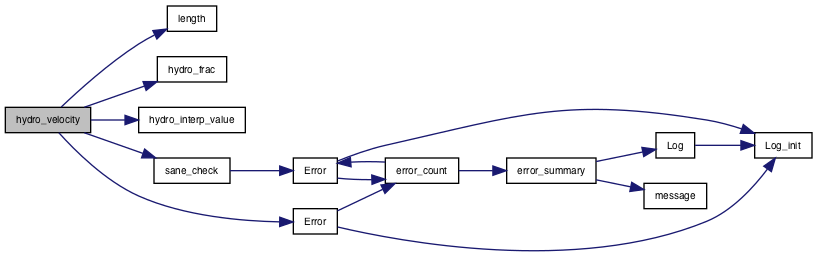 length
hydro_frac
hydro_velocity
hydro_interp_value
sane_check
Error
error_count
error_summary
Log
Log_init
message
Error